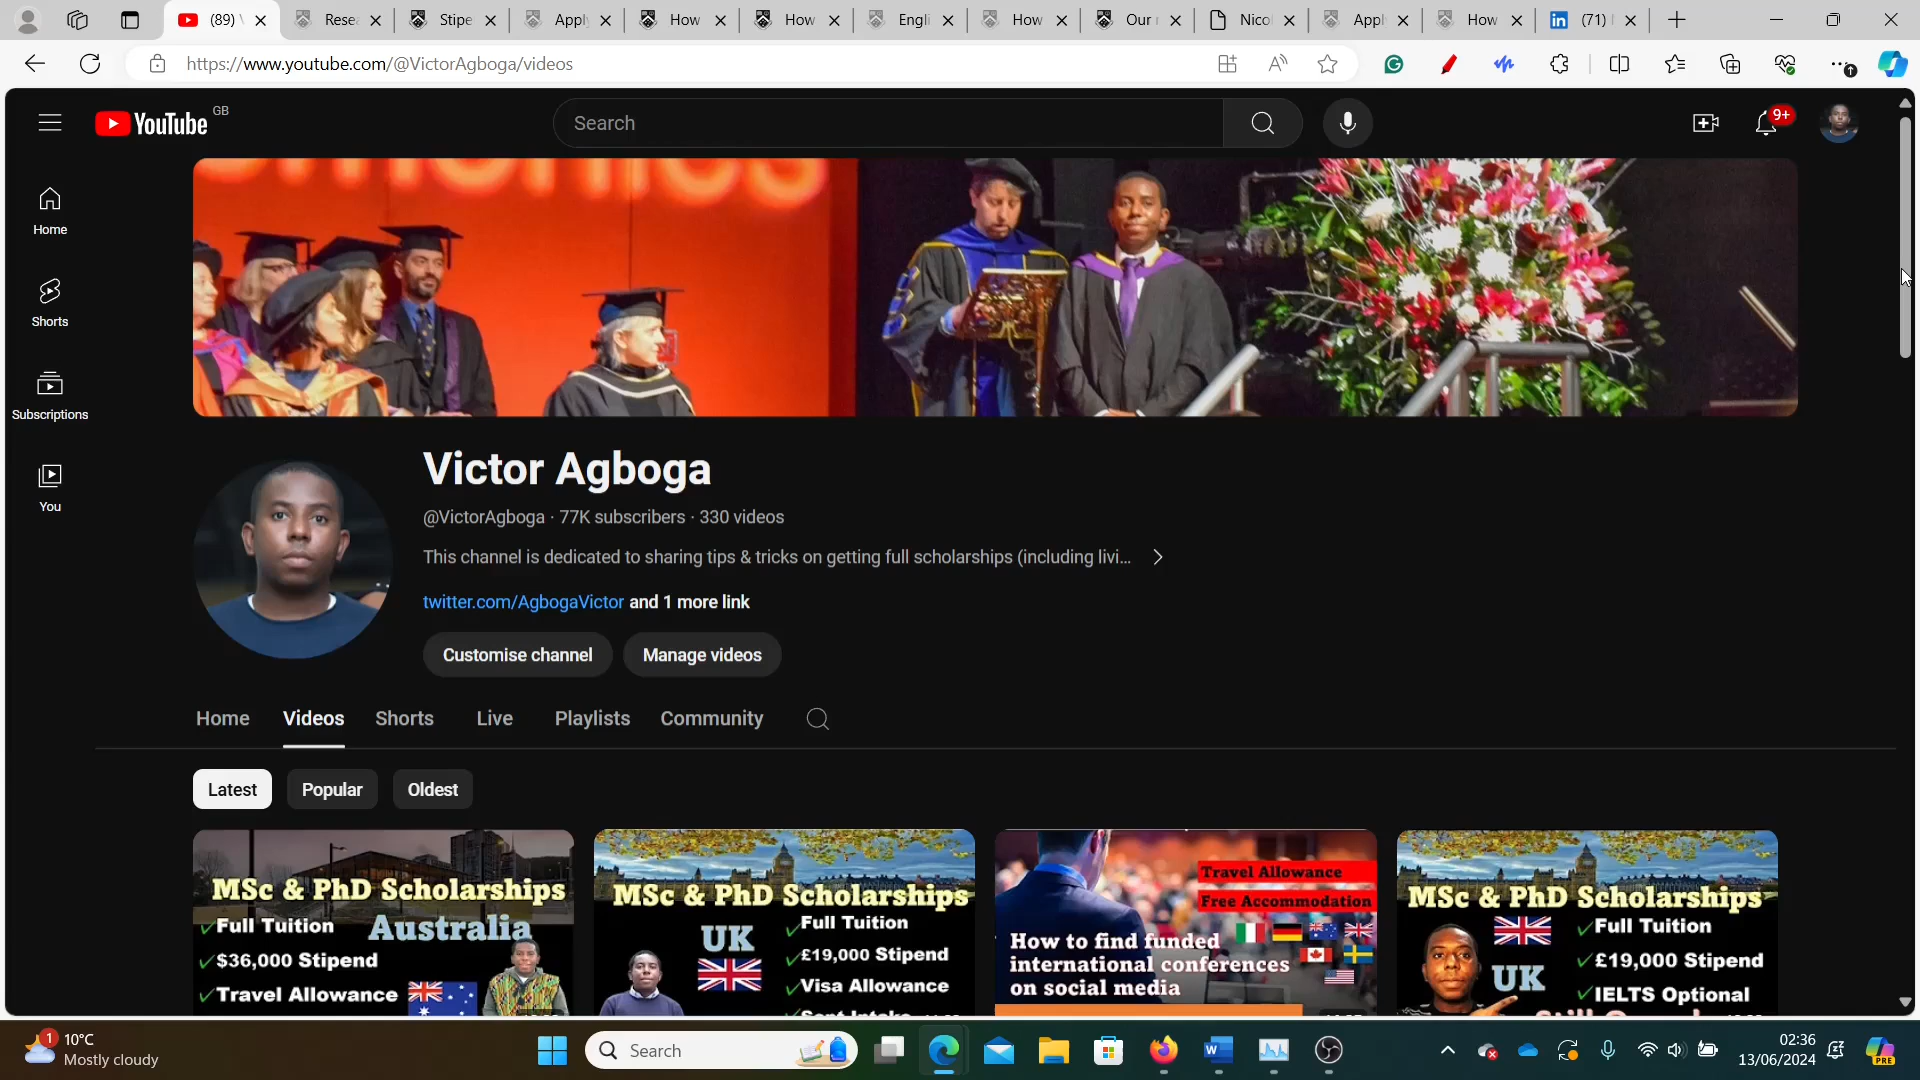 (89)
Rese
Stipe
Apply
How
How
Engli
How
Our
Nico
Appl
How
(71)
https://www.youtube.com/@VictorAgboga/videos
YouTube GB
Search
9+
Home
Shorts
Subscriptions
You
Victor Agboga
@VictorAgboga · 77K subscribers · 330 videos
This channel is dedicated to sharing tips & tricks on getting full scholarships (including livi...
twitter.com/AgbogaVictor and 1 more link
Customise channel
Manage videos
Home
Videos
Shorts
Live
Playlists
Community
Latest
Popular
Oldest
MSc & PhD Scholarships
Australia
Full Tuition
$36,000 Stipend
Travel Allowance
MSc & PhD Scholarships
UK
Full Tuition
£19,000 Stipend
Visa Allowance
Travel Allowance
Free Accommodation
How to find funded
international conferences
on social media
MSc & PhD Scholarships
UK
Full Tuition
£19,000 Stipend
IELTS Optional
1
10°C
Mostly cloudy
Search
02:36
13/06/2024
PRE